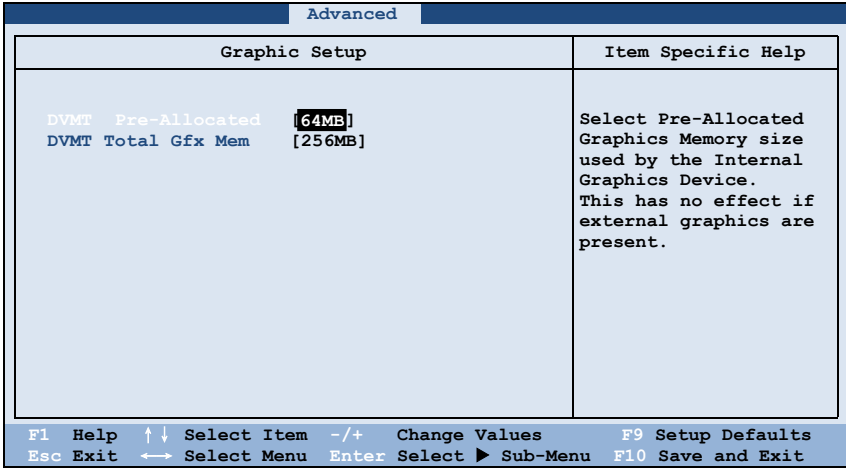 Advanced
Graphic Setup
Item Specific Help
DVMT Pre-Allocated [64MB]
DVMT Total Gfx Mem [256MB]
Select Pre-Allocated
Graphics Memory size
used by the Internal
Graphics Device.
This has no effect if
external graphics are
present.
F1 Help ↑↓ Select Item -/+ Change Values F9 Setup Defaults
Esc Exit ←→ Select Menu Enter Select ▶ Sub-Menu F10 Save and Exit